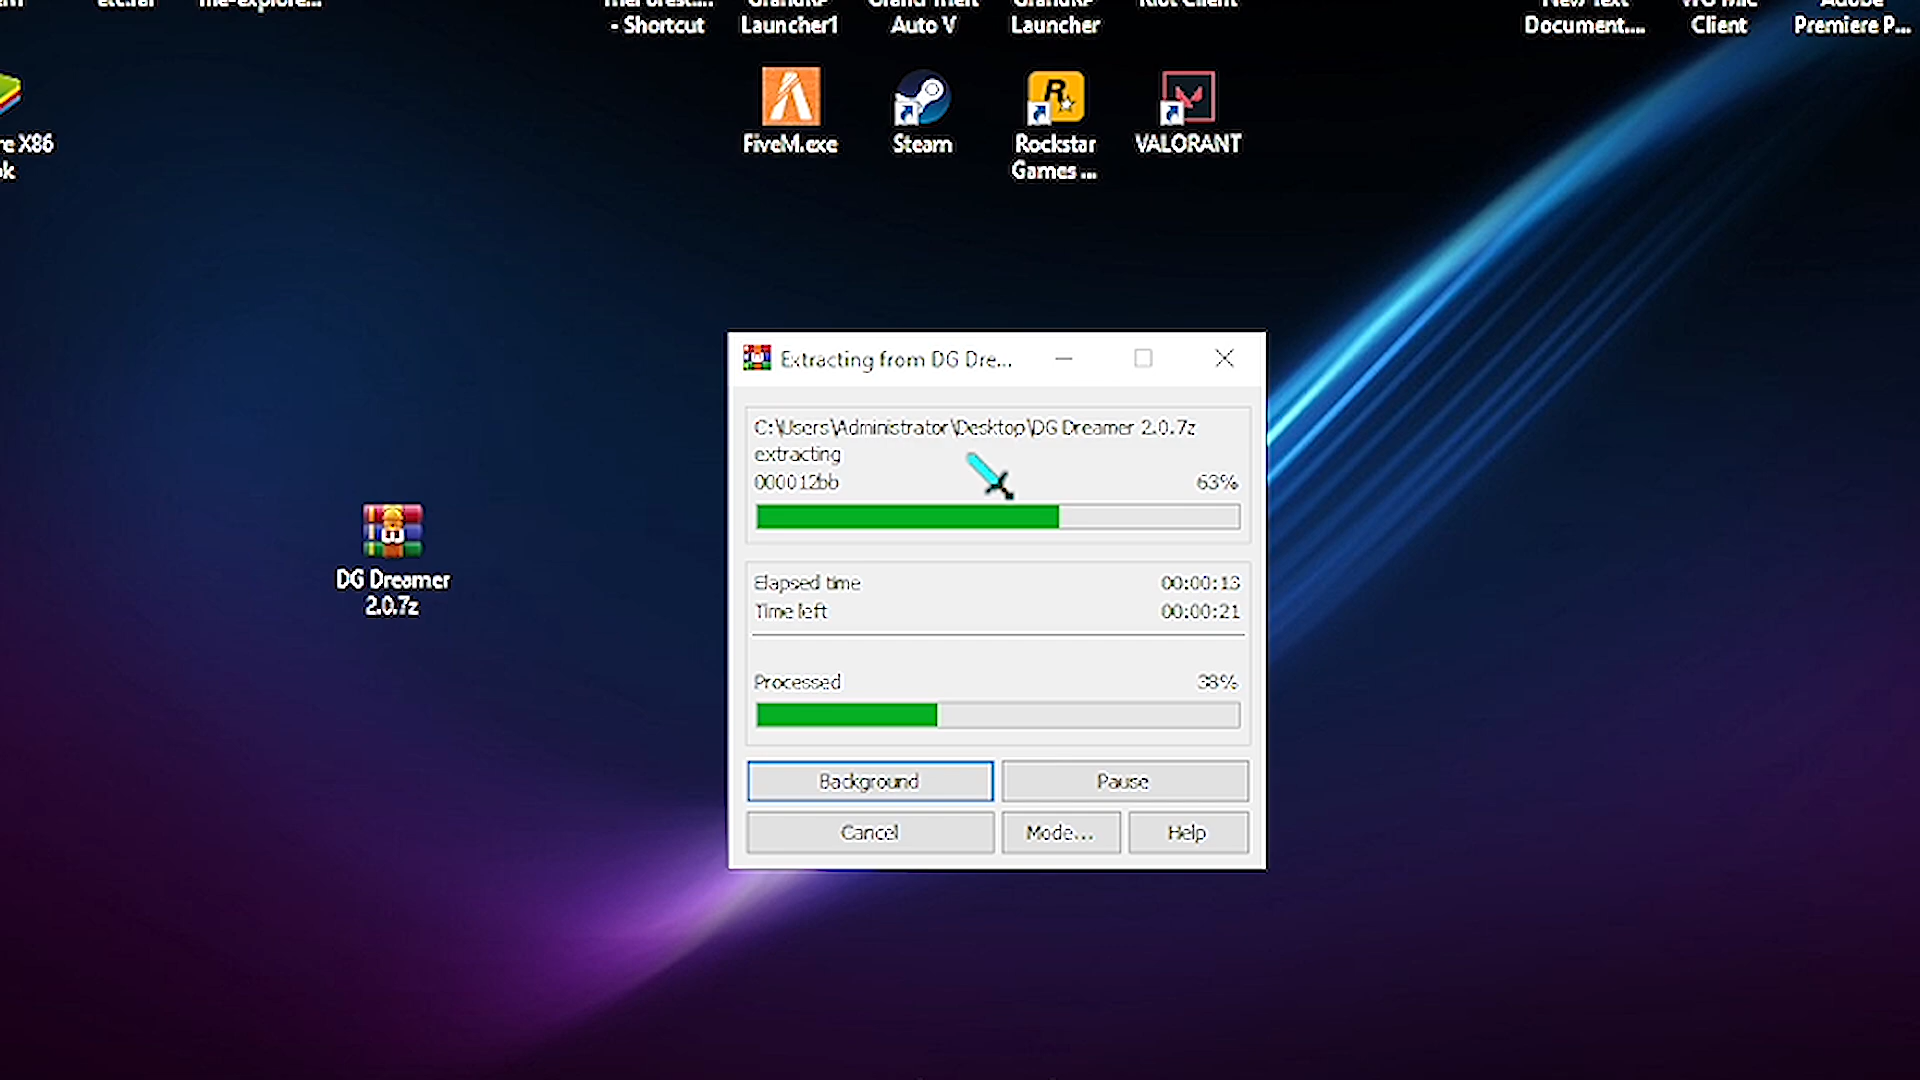 - Shortcut
Launcher1
Auto V
Launcher
Riot Client
Document....
Client
Premiere P...
FiveM.exe
Steam
Rockstar
Games ...
VALORANT
X86
DG Dreamer
2.0.7z
Extracting from DG Dre...
C:\Users\Administrator\Desktop\DG Dreamer 2.0.7z
extracting
000012bb
63%
Elapsed time
00:00:13
Time left
00:00:21
Processed
38%
Background
Pause
Cancel
Mode...
Help